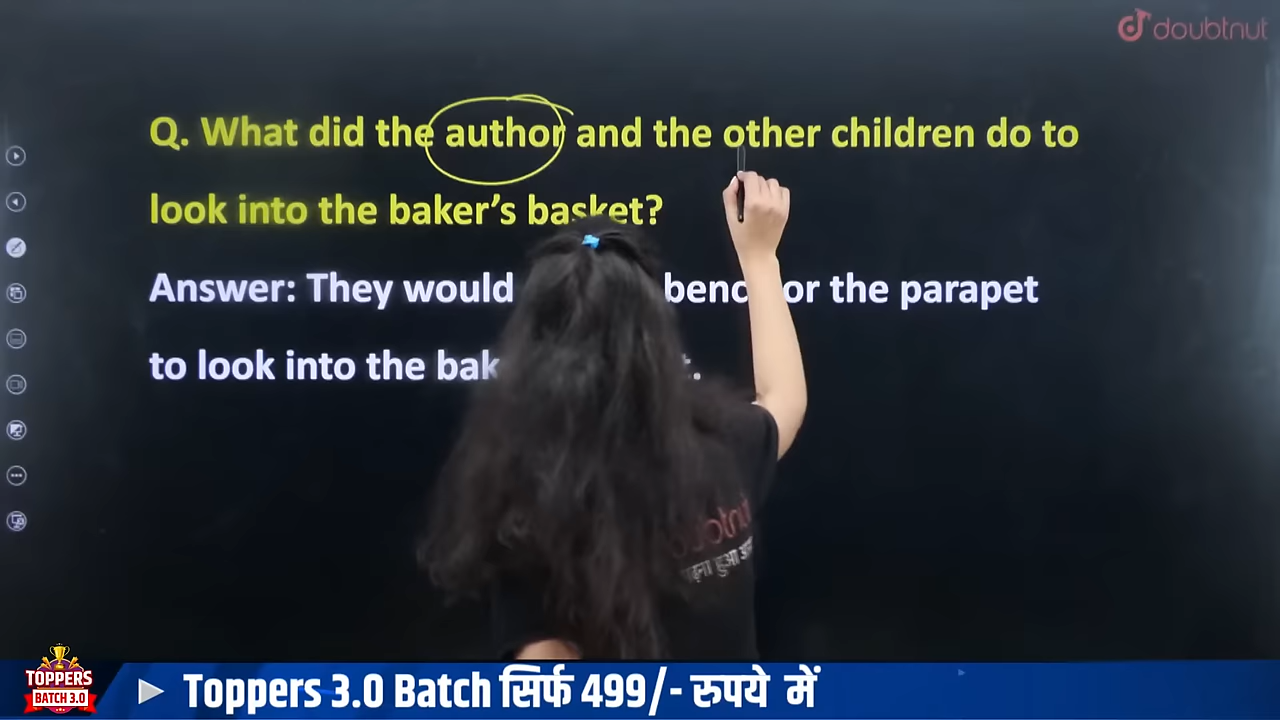 doubtnut
Q. What did the author and the other children do to
look into the baker's basket?
Answer: They would or the parapet
to look into the
TOPPERS
BATCH 3.0
Toppers 3.0 Batch सिर्फ 499/- रुपये में